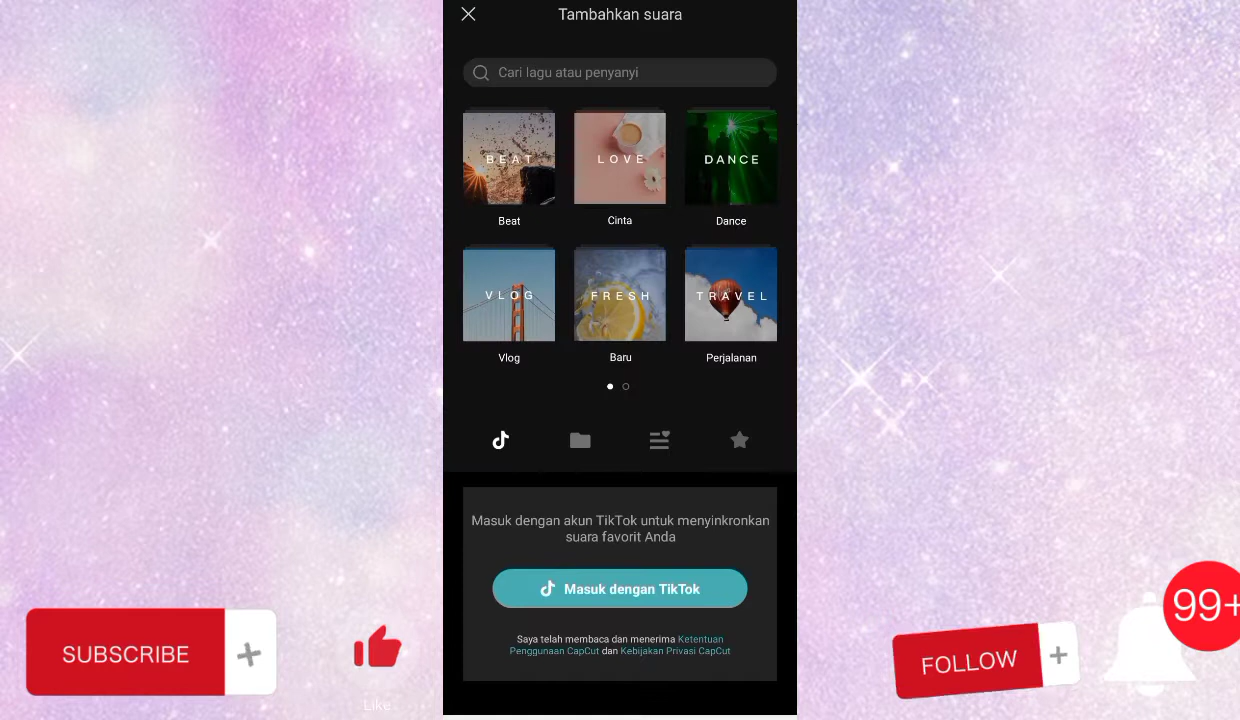 Tambahkan suara
Cari lagu atau penyanyi
BEAT
LOVE
DANCE
Beat
Cinta
Dance
VLOG
FRESH
TRAVEL
Vlog
Baru
Perjalanan
Masuk dengan akun TikTok untuk menyinkronkan
suara favorit Anda
Masuk dengan TikTok
Saya telah membaca dan menerima Ketentuan
Penggunaan CapCut dan Kebijakan Privasi CapCut
SUBSCRIBE
Like
FOLLOW
99+